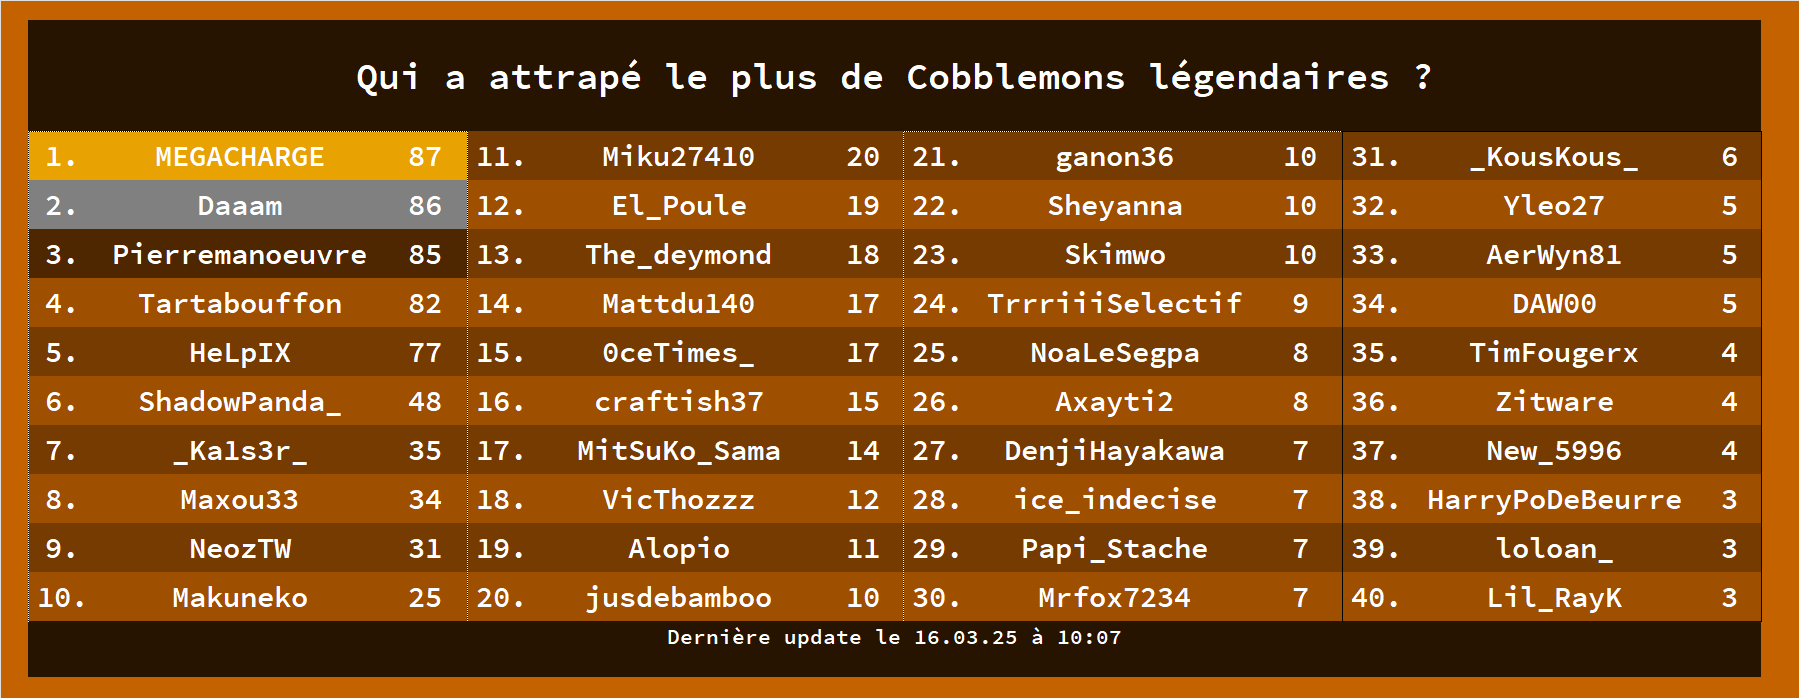 Qui a attrapé le plus de Cobblemons légendaires ?
1. MEGACHARGE 87 11. Miku27410 20 21. ganon36 10 31. _KousKous_ 6
2. Daaam 86 12. El_Poule 19 22. Sheyanna 10 32. Yleo27 5
3. Pierremanoeuvre 85 13. The_deymond 18 23. Skimwo 10 33. AerWyn81 5
4. Tartabouffon 82 14. Mattdu140 17 24. TrrriiiSelectif 9 34. DAW00 5
5. HeLpIX 77 15. 0ceTimes_ 17 25. NoaLeSegpa 8 35. TimFougerx 4
6. ShadowPanda_ 48 16. craftish37 15 26. Axayti2 8 36. Zitware 4
7. _Kals3r_ 35 17. MitSuKo_Sama 14 27. DenjiHayakawa 7 37. New_5996 4
8. Maxou33 34 18. VicThozzz 12 28. ice_indecise 7 38. HarryPoDeBeurre 3
9. NeozTW 31 19. Alopio 11 29. Papi_Stache 7 39. loloan_ 3
10. Makuneko 25 20. jusdebamboo 10 30. Mrfox7234 7 40. Lil_RayK 3
Dernière update le 16.03.25 à 10:07